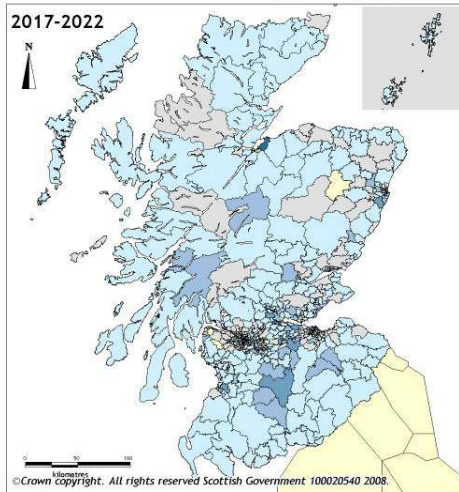 2017-2022
N
0 50 100
kilometres
©Crown copyright. All rights reserved Scottish Government 100020540 2008.